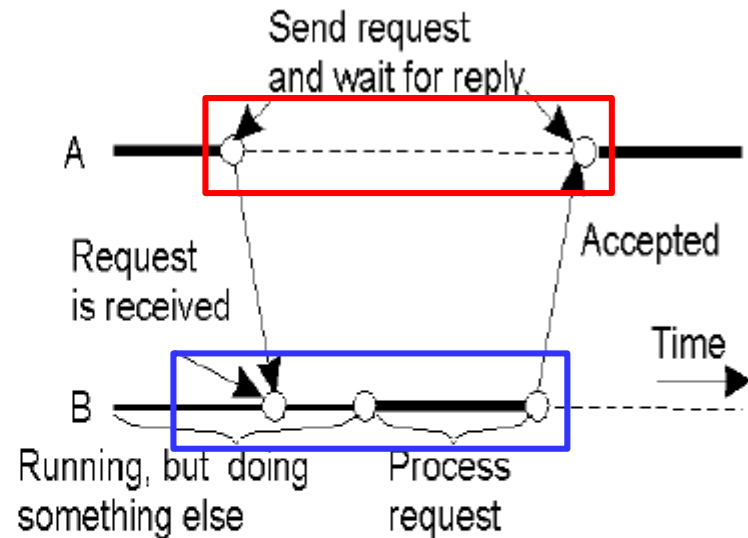 Send request
and wait for reply
A
Accepted
Request
is received
Time
B
Running, but doing
something else
Process
request